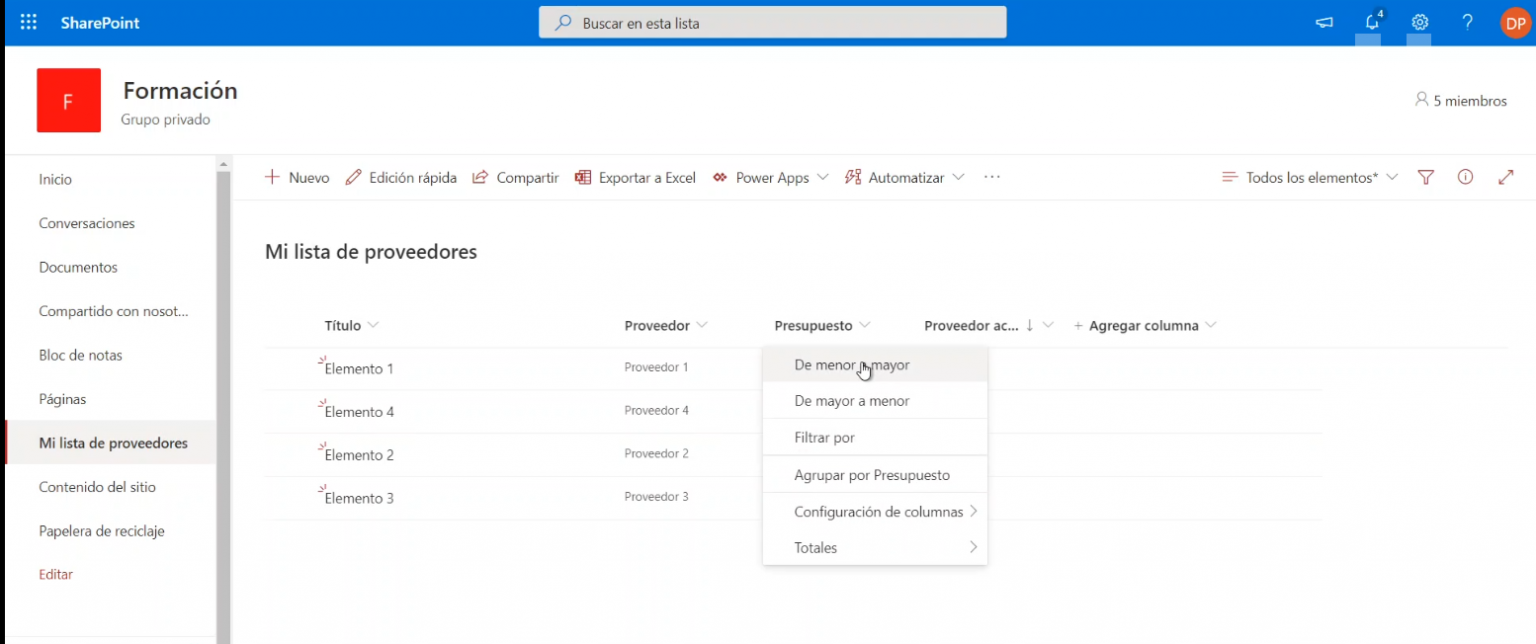 SharePoint
Buscar en esta lista
4
?
DP
F
Formación
Grupo privado
5 miembros
Inicio
Conversaciones
Documentos
Compartido con nosot...
Bloc de notas
Páginas
Mi lista de proveedores
Contenido del sitio
Papelera de reciclaje
Editar
+ Nuevo Edición rápida Compartir Exportar a Excel Power Apps Automatizar ...
Todos los elementos*
Mi lista de proveedores
Título Proveedor Presupuesto Proveedor ac... ↓ + Agregar columna
Elemento 1 Proveedor 1
Elemento 4 Proveedor 4
Elemento 2 Proveedor 2
Elemento 3 Proveedor 3
De menor a mayor
De mayor a menor
Filtrar por
Agrupar por Presupuesto
Configuración de columnas
Totales